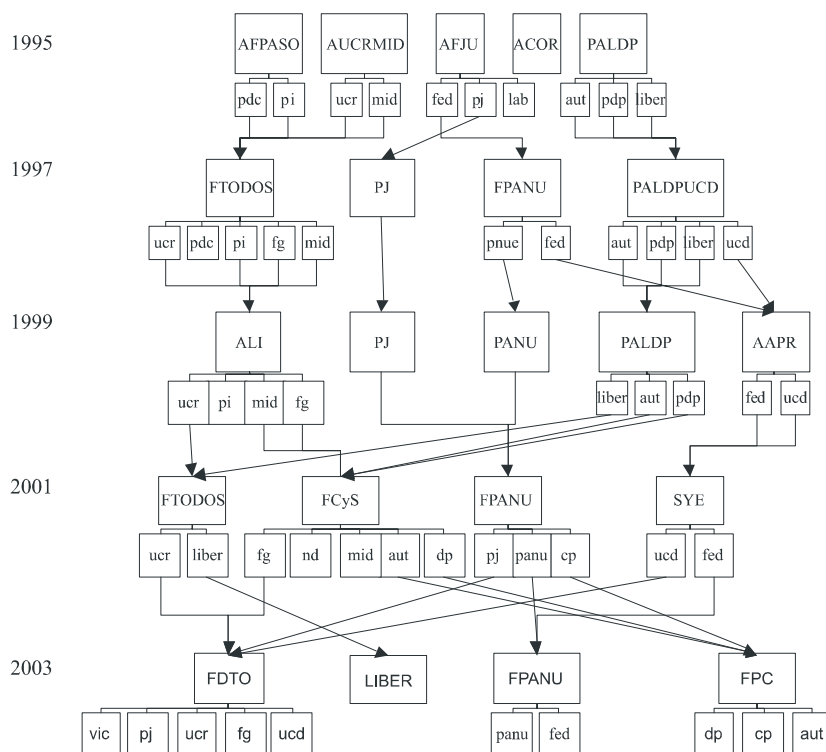 1995 AFPASO AUCRMID AFJU ACOR PALDP
pdc pi ucr mid fed pj lab aut pdp liber
1997 FTODOS PJ FPANU PALDPUCD
ucr pdc pi fg mid pnue fed aut pdp liber ucd
1999 ALI PJ PANU PALDP AAPR
ucr pi mid fg liber aut pdp fed ucd
2001 FTODOS FCyS FPANU SYE
ucr liber fg nd mid aut dp pj panu cp ucd fed
2003 FDTO LIBER FPANU FPC
vic pj ucr fg ucd panu fed dp cp aut